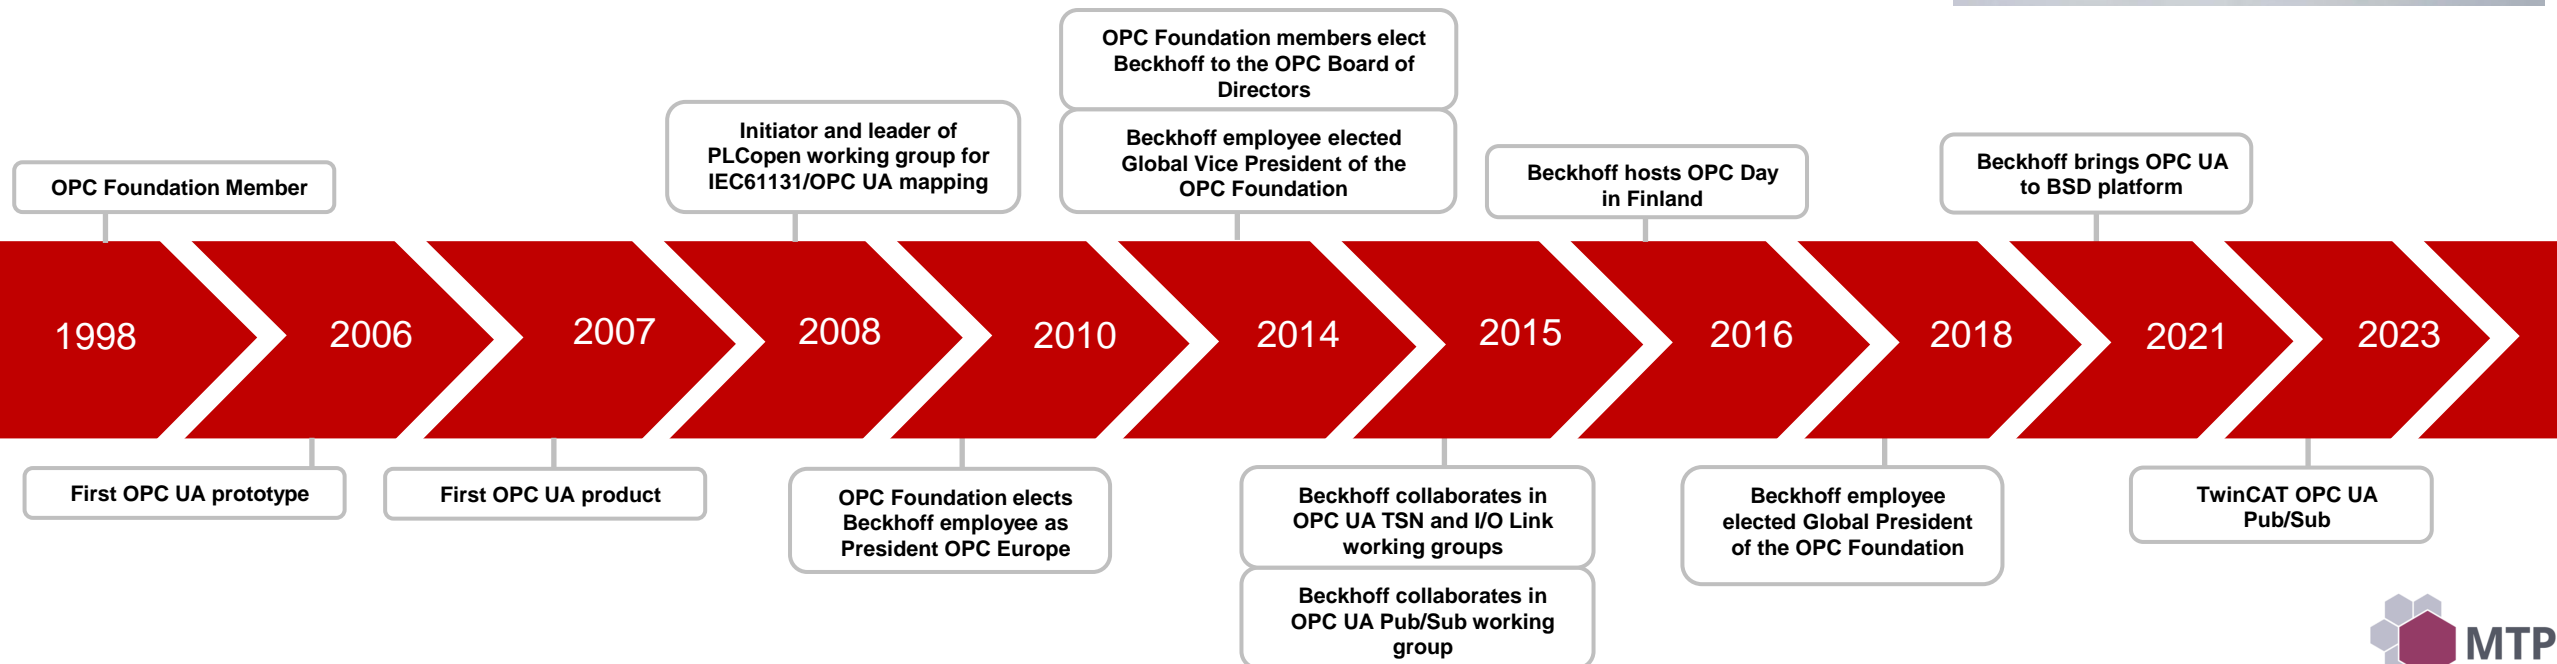 OPC Foundation members elect
Beckhoff to the OPC Board of
Directors
Initiator and leader of
PLCopen working group for
IEC61131/OPC UA mapping
Beckhoff employee elected
Global Vice President of the
OPC Foundation
OPC Foundation Member
Beckhoff hosts OPC Day
in Finland
Beckhoff brings OPC UA
to BSD platform
1998
2006
2007
2008
2010
2014
2015
2016
2018
2021
2023
First OPC UA prototype
First OPC UA product
OPC Foundation elects
Beckhoff employee as
President OPC Europe
Beckhoff collaborates in
OPC UA TSN and I/O Link
working groups
Beckhoff collaborates in
OPC UA Pub/Sub working
group
Beckhoff employee
elected Global President
of the OPC Foundation
TwinCAT OPC UA
Pub/Sub
MTP